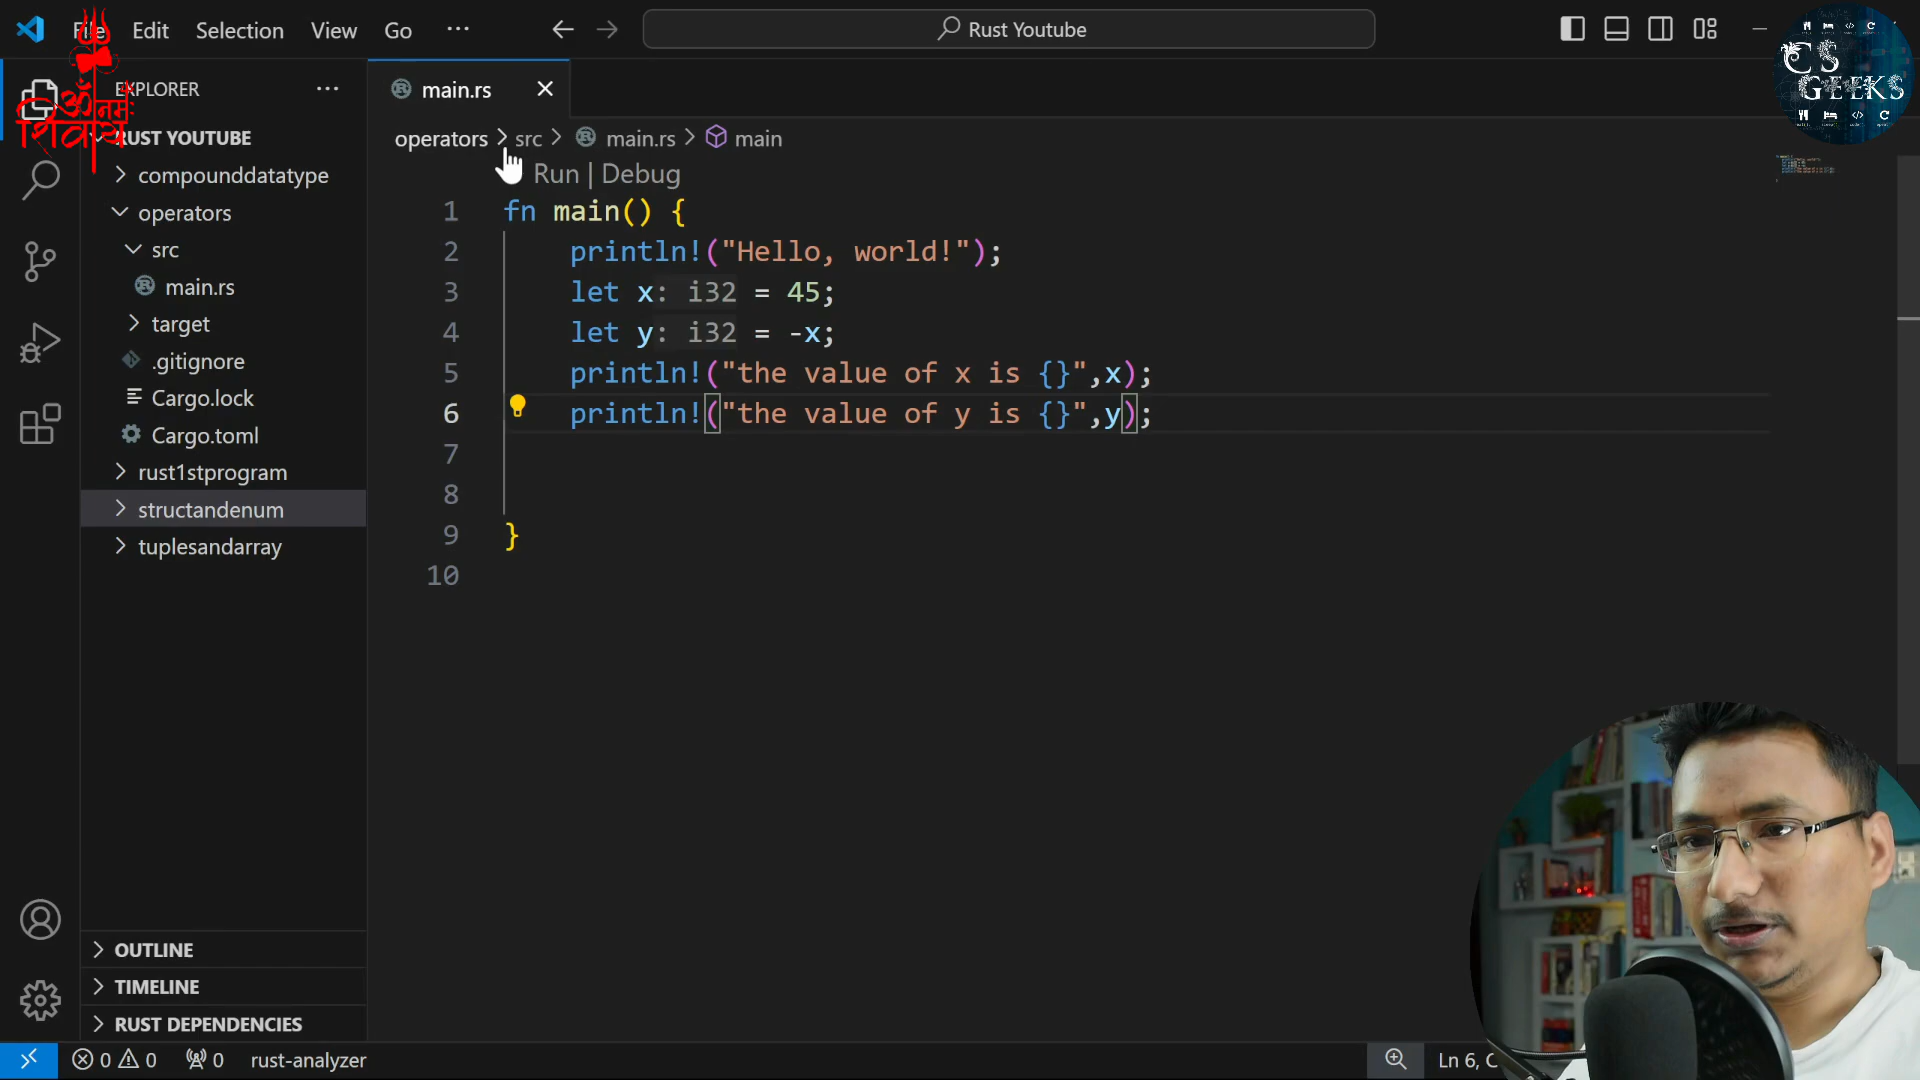 File Edit Selection View Go ···
Rust Youtube
CS
GEEKS
ॐ नमः
शिवाय
EXPLORER ···
main.rs
RUST YOUTUBE
operators > src > main.rs > main
compounddatatype
Run | Debug
operators
src
main.rs
target
.gitignore
Cargo.lock
Cargo.toml
rust1stprogram
structandenum
tuplesandarray
1 fn main() {
2 println!("Hello, world!");
3 let x: i32 = 45;
4 let y: i32 = -x;
5 println!("the value of x is {}",x);
6 println!("the value of y is {}",y);
7
8
9 }
10
OUTLINE
TIMELINE
RUST DEPENDENCIES
0 0 0 rust-analyzer
Ln 6, C